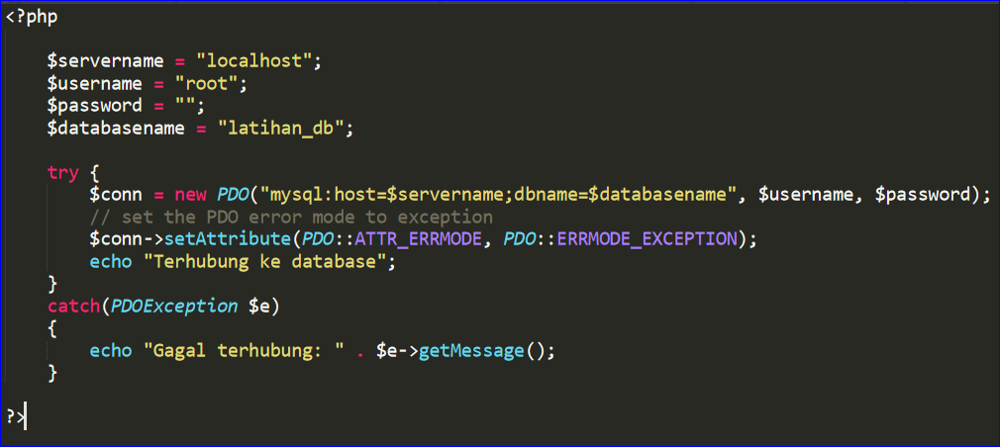 <?php
$servername = "localhost";
$username = "root";
$password = "";
$databasename = "latihan_db";
try {
$conn = new PDO("mysql:host=$servername;dbname=$databasename", $username, $password);
// set the PDO error mode to exception
$conn->setAttribute(PDO::ATTR_ERRMODE, PDO::ERRMODE_EXCEPTION);
echo "Terhubung ke database";
}
catch(PDOException $e)
{
echo "Gagal terhubung: " . $e->getMessage();
}
?>